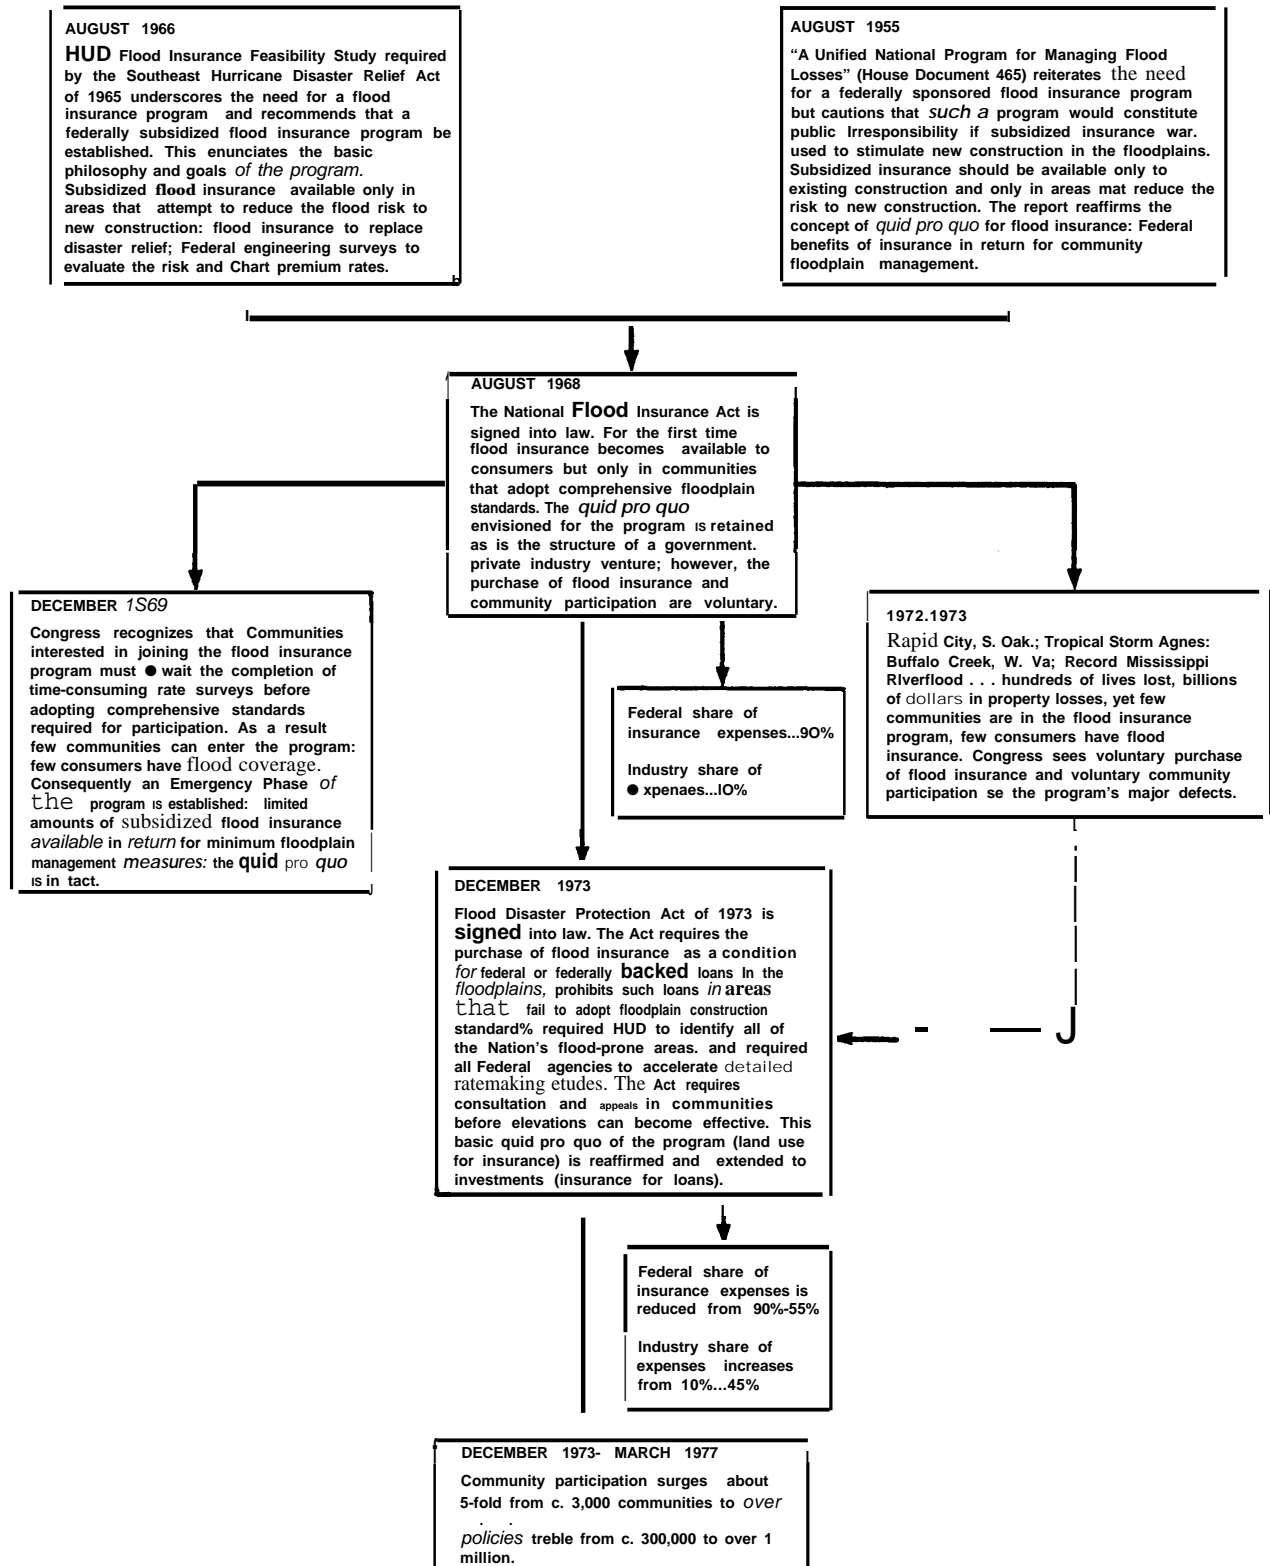 AUGUST 1966
HUD Flood Insurance Feasibility Study required
by the Southeast Hurricane Disaster Relief Act
of 1965 underscores the need for a flood
insurance program and recommends that a
federally subsidized flood insurance program be
established. This enunciates the basic
philosophy and goals of the program.
Subsidized flood insurance available only in
areas that attempt to reduce the flood risk to
new construction: flood insurance to replace
disaster relief; Federal engineering surveys to
evaluate the risk and Chart premium rates.
AUGUST 1955
“A Unified National Program for Managing Flood
Losses” (House Document 465) reiterates the need
for a federally sponsored flood insurance program
but cautions that such a program would constitute
public Irresponsibility if subsidized insurance war.
used to stimulate new construction in the floodplains.
Subsidized insurance should be available only to
existing construction and only in areas mat reduce the
risk to new construction. The report reaffirms the
concept of quid pro quo for flood insurance: Federal
benefits of insurance in return for community
floodplain management.
AUGUST 1968
The National Flood Insurance Act is
signed into law. For the first time
flood insurance becomes available to
consumers but only in communities
that adopt comprehensive floodplain
standards. The quid pro quo
envisioned for the program IS retained
as is the structure of a government.
private industry venture; however, the
purchase of flood insurance and
community participation are voluntary.
DECEMBER 1S69
Congress recognizes that Communities
interested in joining the flood insurance
program must ● wait the completion of
time-consuming rate surveys before
adopting comprehensive standards
required for participation. As a result
few communities can enter the program:
few consumers have flood coverage.
Consequently an Emergency Phase of
the program IS established: limited
amounts of subsidized flood insurance
available in return for minimum floodplain
management measures: the quid pro quo
IS in tact.
Federal share of
insurance expenses...9O%
Industry share of
● xpenaes...IO%
1972.1973
Rapid City, S. Oak.; Tropical Storm Agnes:
Buffalo Creek, W. Va; Record Mississippi
RIverflood . . . hundreds of lives lost, billions
of dollars in property losses, yet few
communities are in the flood insurance
program, few consumers have flood
insurance. Congress sees voluntary purchase
of flood insurance and voluntary community
participation se the program’s major defects.
DECEMBER 1973
Flood Disaster Protection Act of 1973 is
signed into law. The Act requires the
purchase of flood insurance as a condition
for federal or federally backed loans In the
floodplains, prohibits such loans in areas
that fail to adopt floodplain construction
standard% required HUD to identify all of
the Nation’s flood-prone areas. and required
all Federal agencies to accelerate detailed
ratemaking etudes. The Act requires
consultation and appeals in communities
before elevations can become effective. This
basic quid pro quo of the program (land use
for insurance) is reaffirmed and extended to
investments (insurance for loans).
Federal share of
insurance expenses is
reduced from 90%-55%
Industry share of
expenses increases
from 10%...45%
DECEMBER 1973- MARCH 1977
Community participation surges about
5-fold from c. 3,000 communities to over
. .
policies treble from c. 300,000 to over 1
million.